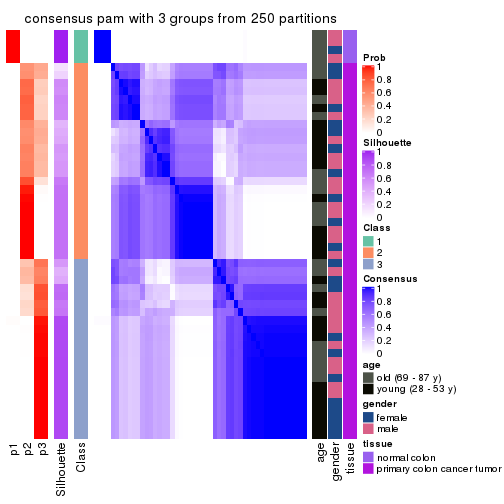 consensus pam with 3 groups from 250 partitions
Prob
1
0.8
0.6
0.4
0.2
0
Silhouette
1
0.8
0.6
0.4
0.2
0
Class
1
2
3
Consensus
1
0.8
0.6
0.4
0.2
0
age
old (69 - 87 y)
young (28 - 53 y)
gender
female
male
tissue
normal colon
primary colon cancer tumor
p1
p2
p3
Silhouette
Class
age
gender
tissue